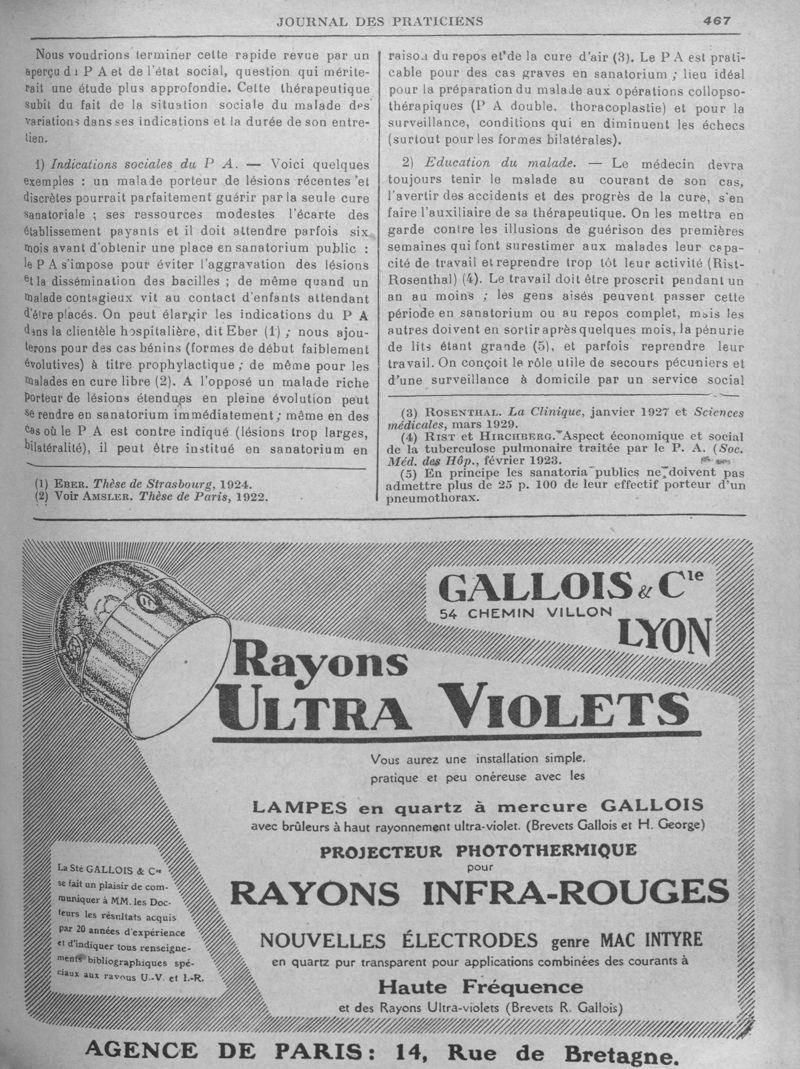 JOURNAL DES PRATICIENS 467
Nous voudrions terminer cette rapide revue par un
aperçu du P A et de l'état social, question qui mérite-
rait une étude plus approfondie. Cette thérapeutique
subit du fait de la situation sociale du malade des
variations dans ses indications et la durée de son entre-
tien.
1) Indications sociales du P A. — Voici quelques
exemples : un malade porteur de lésions récentes et
discrètes pourrait parfaitement guérir par la seule cure
sanatoriale ; ses ressources modestes l'écarte des
établissement payants et il doit attendre parfois six
mois avant d'obtenir une place en sanatorium public :
le P A s'impose pour éviter l'aggravation des lésions
et la dissémination des bacilles ; de même quand un
malade contagieux vit au contact d'enfants attendant
d'être placés. On peut élargir les indications du P A
dans la clientèle hospitalière, dit Eber (1) ; nous ajou-
terons pour des cas bénins (formes de début faiblement
évolutives) à titre prophylactique ; de même pour les
malades en cure libre (2). A l'opposé un malade riche
porteur de lésions étendues en pleine évolution peut
se rendre en sanatorium immédiatement ; même en des
cas où le P A est contre indiqué (lésions trop larges,
bilatéralité), il peut être institué en sanatorium en
(1) EBER. Thèse de Strasbourg, 1924.
(2) Voir AMSLER. Thèse de Paris, 1922.
raison du repos et de la cure d'air (3). Le P A est prati-
cable pour des cas graves en sanatorium ; lieu idéal
pour la préparation du malade aux opérations collopso-
thérapiques (P A double, thoracoplastie) et pour la
surveillance, conditions qui en diminuent les échecs
(surtout pour les formes bilatérales).
2) Education du malade. — Le médecin devra
toujours tenir le malade au courant de son cas,
l'avertir des accidents et des progrès de la cure, s'en
faire l'auxiliaire de sa thérapeutique. On les mettra en
garde contre les illusions de guérison des premières
semaines qui font surestimer aux malades leur capa-
cité de travail et reprendre trop tôt leur activité (Rist-
Rosenthal) (4). Le travail doit être proscrit pendant un
an au moins ; les gens aisés peuvent passer cette
période en sanatorium ou au repos complet, mais les
autres doivent en sortir après quelques mois, la pénurie
de lits étant grande (5), et parfois reprendre leur
travail. On conçoit le rôle utile de secours pécuniers et
d'une surveillance à domicile par un service social
(3) ROSENTHAL. La Clinique, janvier 1927 et Sciences
médicales, mars 1929.
(4) RIST et HIRCHBERG. Aspect économique et social
de la tuberculose pulmonaire traitée par le P. A. (Soc.
Méd. des Hôp., février 1923.
(5) En principe les sanatoria publics ne doivent pas
admettre plus de 25 p. 100 de leur effectif porteur d'un
pneumothorax.
GALLOIS & Cie
54 CHEMIN VILLON
LYON
Rayons
ULTRA VIOLETS
Vous aurez une installation simple,
pratique et peu onéreuse avec les
LAMPES en quartz à mercure GALLOIS
avec brûleurs à haut rayonnement ultra-violet. (Brevets Gallois et H. George)
PROJECTEUR PHOTOTHERMIQUE
pour
RAYONS INFRA-ROUGES
NOUVELLES ÉLECTRODES genre MAC INTYRE
en quartz pur transparent pour applications combinées des courants à
Haute Fréquence
et des Rayons Ultra-violets (Brevets R. Gallois)
La Sté GALLOIS & Cie
se fait un plaisir de com-
muniquer à MM. les Doc-
teurs les résultats acquis
par 20 années d'expérience
et d'indiquer tous renseigne-
ments bibliographiques spé-
ciaux aux rayons U.-V. et I.-R.
AGENCE DE PARIS : 14, Rue de Bretagne.